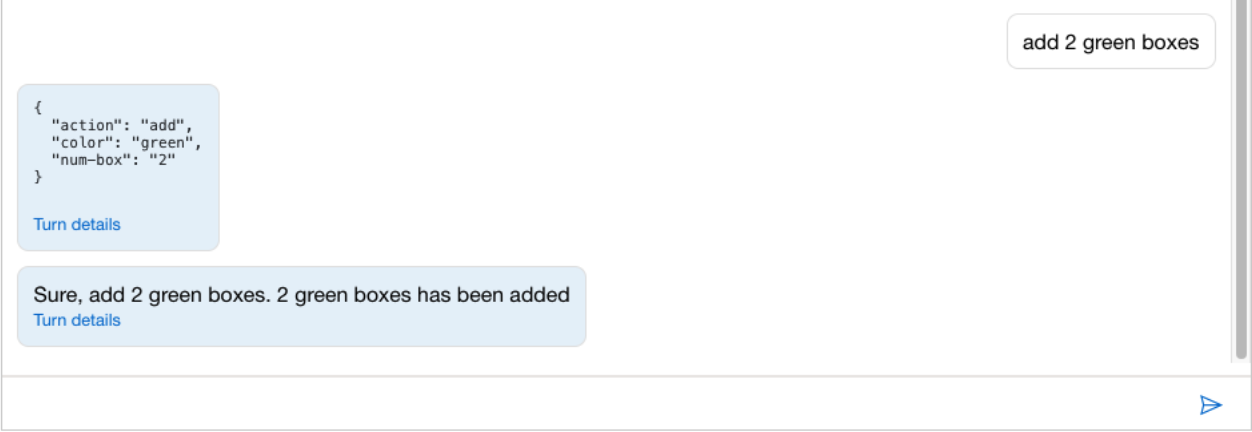 add 2 green boxes
{
"action": "add",
"color": "green",
"num-box": "2"
}
Turn details
Sure, add 2 green boxes. 2 green boxes has been added
Turn details